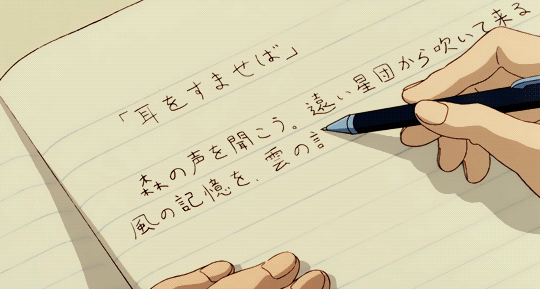 「耳をすませば」
森の声を聞こう。遠い星団から吹いて来る
風の記憶を、雲の言